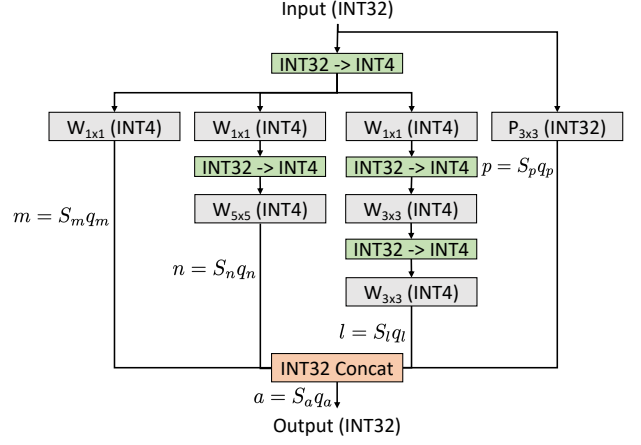 Input (INT32)
INT32 -> INT4
W1x1 (INT4)
W1x1 (INT4)
W1x1 (INT4)
P3x3 (INT32)
INT32 -> INT4
INT32 -> INT4
p = Spqp
m = Smqm
W5x5 (INT4)
W3x3 (INT4)
INT32 -> INT4
n = Snqn
W3x3 (INT4)
l = Slql
INT32 Concat
a = Saqa
Output (INT32)